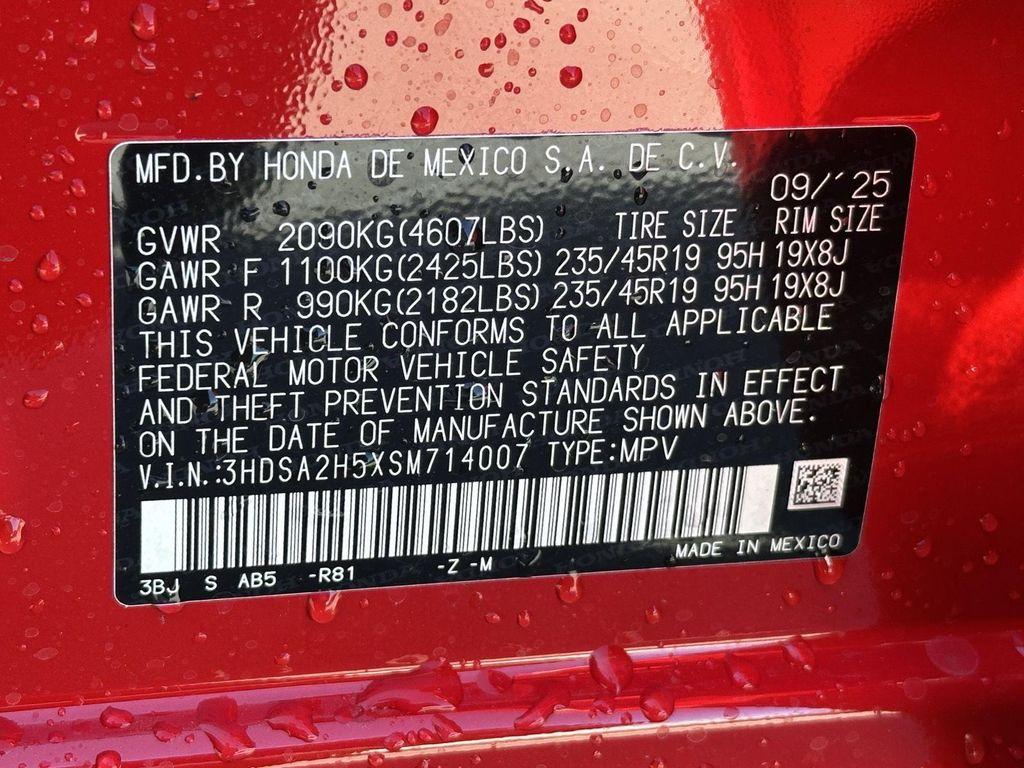 MFD.BY HONDA DE MEXICO S.A. DE C.V.
09/'25
GVWR 2090KG(4607LBS) TIRE SIZE RIM SIZE
GAWR F 1100KG(2425LBS) 235/45R19 95H 19X8J
GAWR R 990KG(2182LBS) 235/45R19 95H 19X8J
THIS VEHICLE CONFORMS TO ALL APPLICABLE
FEDERAL MOTOR VEHICLE SAFETY
AND THEFT PREVENTION STANDARDS IN EFFECT
ON THE DATE OF MANUFACTURE SHOWN ABOVE.
V.I.N.:3HDSA2H5XSM714007 TYPE:MPV
MADE IN MEXICO
3BJ S AB5 -R81 -Z -M